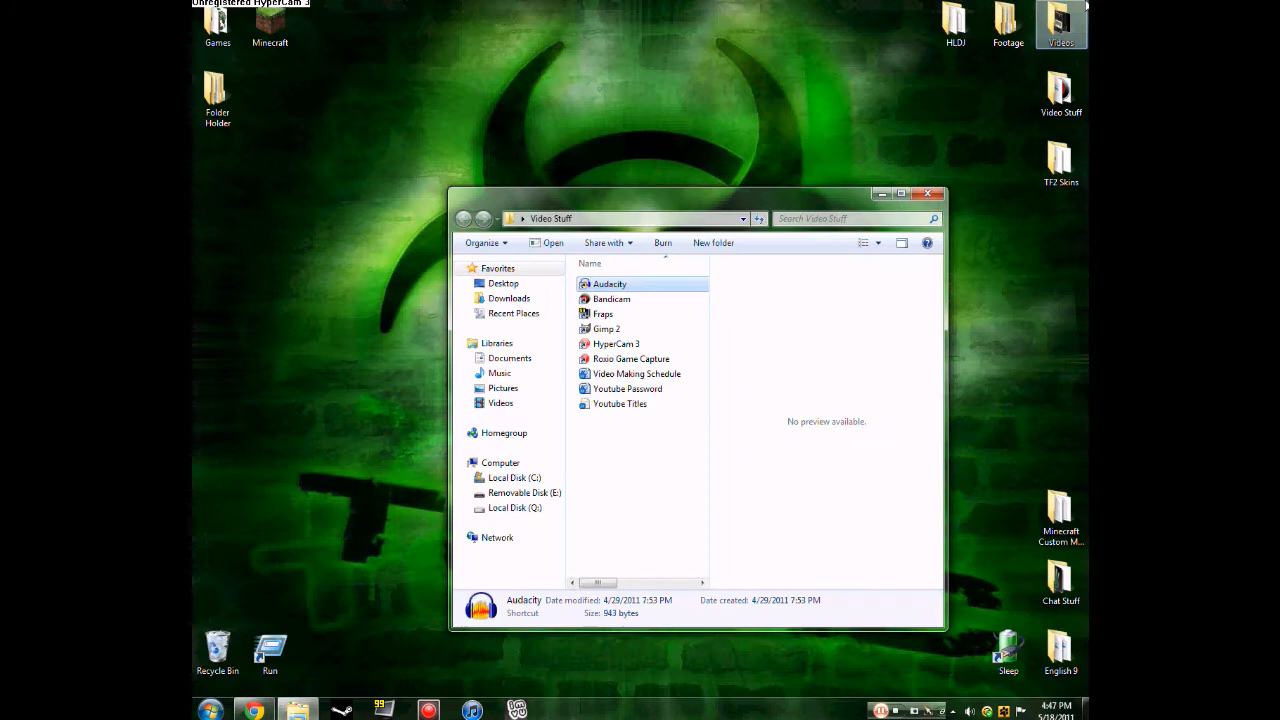 Unregistered HyperCam 3
Games
Minecraft
HLDJ
Footage
Videos
Folder
Holder
Video Stuff
TF2 Skins
Video Stuff
Search Video Stuff
Organize
Open
Share with
Burn
New folder
Favorites
Desktop
Downloads
Recent Places
Libraries
Documents
Music
Pictures
Videos
Homegroup
Computer
Local Disk (C:)
Removable Disk (E:)
Local Disk (Q:)
Network
Name
Audacity
Bandicam
Fraps
Gimp 2
HyperCam 3
Roxio Game Capture
Video Making Schedule
Youtube Password
Youtube Titles
No preview available.
Audacity Date modified: 4/29/2011 7:53 PM Date created: 4/29/2011 7:53 PM
Shortcut Size: 943 bytes
Minecraft
Custom M...
Chat Stuff
Recycle Bin
Run
Sleep
English 9
99
4:47 PM
5/18/2011